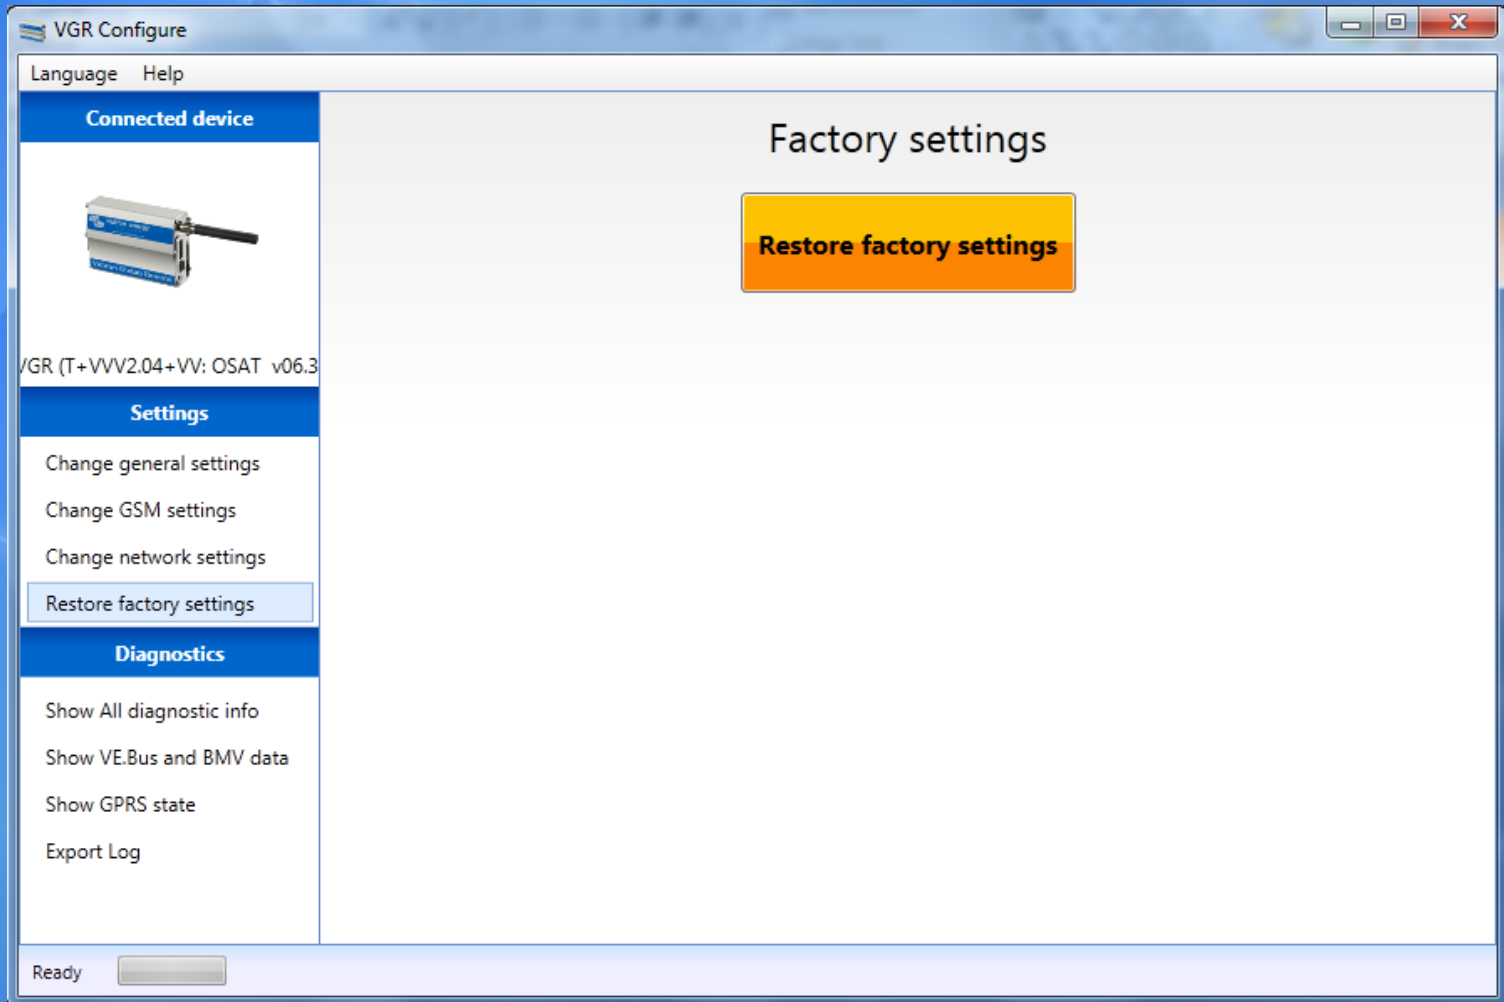 VGR Configure
Language Help
Connected device
VGR (T+VVV2.04+VV: OSAT v06.3
Settings
Change general settings
Change GSM settings
Change network settings
Restore factory settings
Diagnostics
Show All diagnostic info
Show VE.Bus and BMV data
Show GPRS state
Export Log
Factory settings
Restore factory settings
Ready